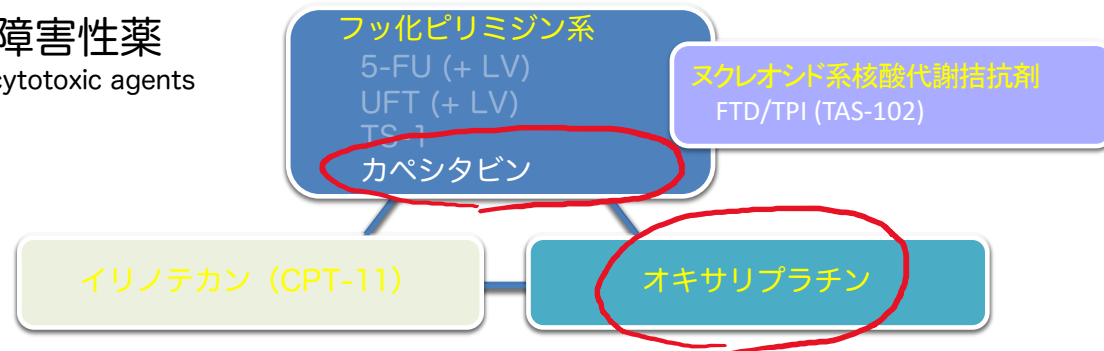 障害性薬
cytotoxic agents
フッ化ピリミジン系
5-FU (+ LV)
UFT (+ LV)
TS-1
カペシタビン
ヌクレオシド系核酸代謝拮抗剤
FTD/TPI (TAS-102)
イリノテカン（CPT-11）
オキサリプラチン